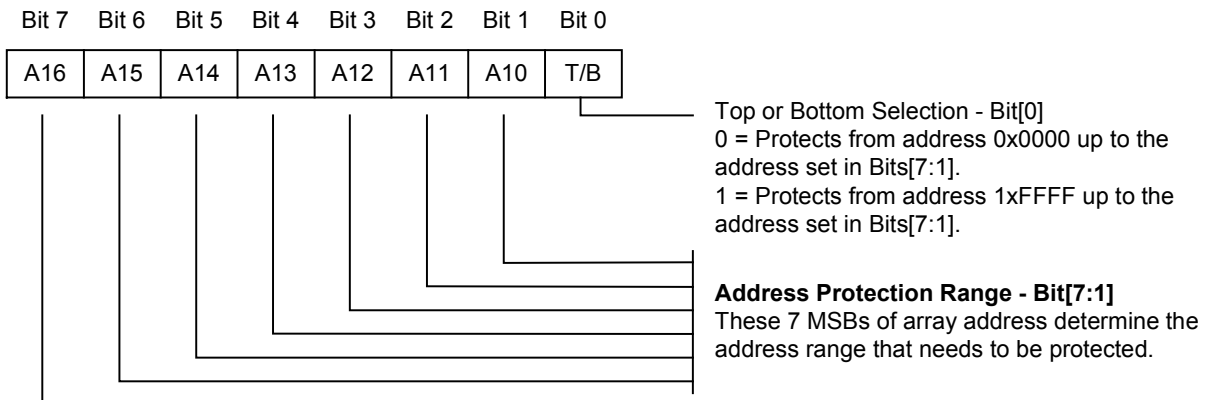 Bit 7 Bit 6 Bit 5 Bit 4 Bit 3 Bit 2 Bit 1 Bit 0
A16 A15 A14 A13 A12 A11 A10 T/B
Top or Bottom Selection - Bit[0]
0 = Protects from address 0x0000 up to the
address set in Bits[7:1].
1 = Protects from address 1xFFFF up to the
address set in Bits[7:1].
Address Protection Range - Bit[7:1]
These 7 MSBs of array address determine the
address range that needs to be protected.